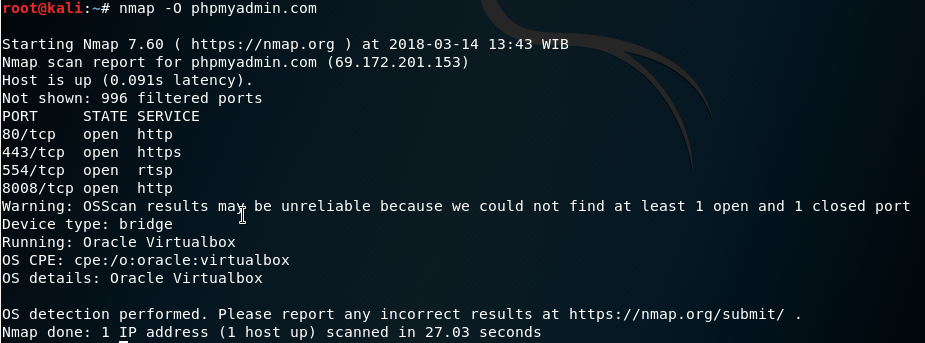 root@kali:~# nmap -O phpmyadmin.com
Starting Nmap 7.60 ( https://nmap.org ) at 2018-03-14 13:43 WIB
Nmap scan report for phpmyadmin.com (69.172.201.153)
Host is up (0.091s latency).
Not shown: 996 filtered ports
PORT     STATE SERVICE
80/tcp   open  http
443/tcp  open  https
554/tcp  open  rtsp
8008/tcp open  http
Warning: OSScan results may be unreliable because we could not find at least 1 open and 1 closed port
Device type: bridge
Running: Oracle Virtualbox
OS CPE: cpe:/o:oracle:virtualbox
OS details: Oracle Virtualbox
OS detection performed. Please report any incorrect results at https://nmap.org/submit/ .
Nmap done: 1 IP address (1 host up) scanned in 27.03 seconds